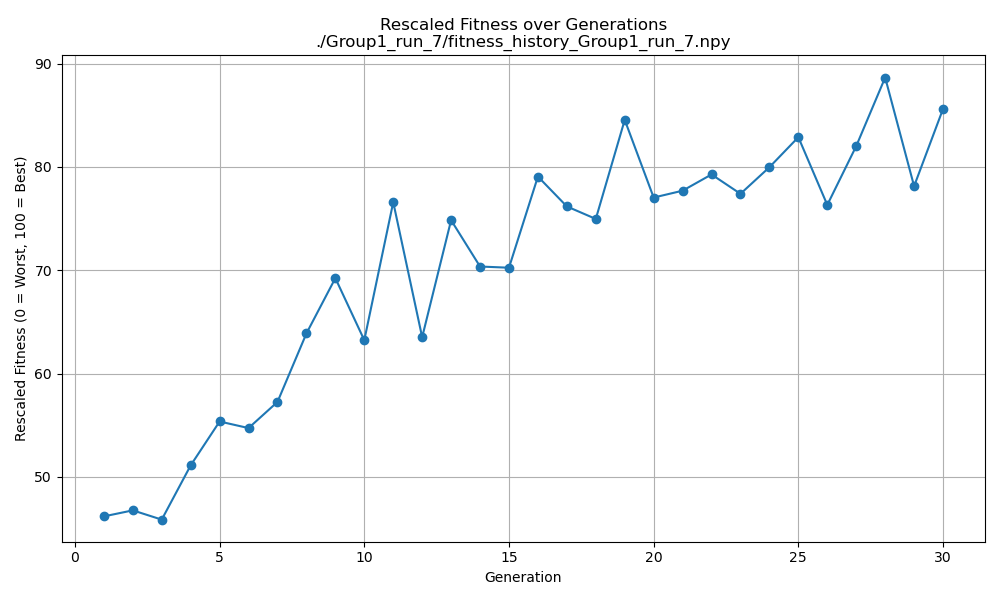 Rescaled Fitness over Generations
./Group1_run_7/fitness_history_Group1_run_7.npy
Rescaled Fitness (0 = Worst, 100 = Best)
90
80
70
60
50
0 5 10 15 20 25 30
Generation